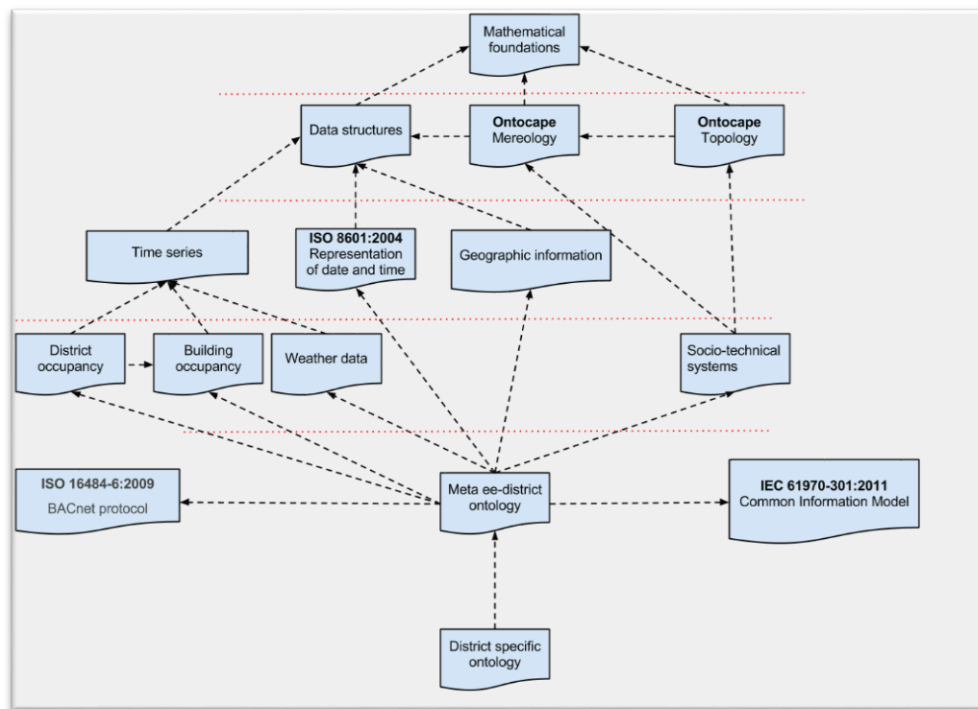 Mathematical
foundations
Data structures
Ontocape
Mereology
Ontocape
Topology
Time series
ISO 8601:2004
Representation
of date and time
Geographic information
District
occupancy
Building
occupancy
Weather data
Socio-technical
systems
ISO 16484-6:2009
BACnet protocol
Meta ee-district
ontology
IEC 61970-301:2011
Common Information Model
District specific
ontology